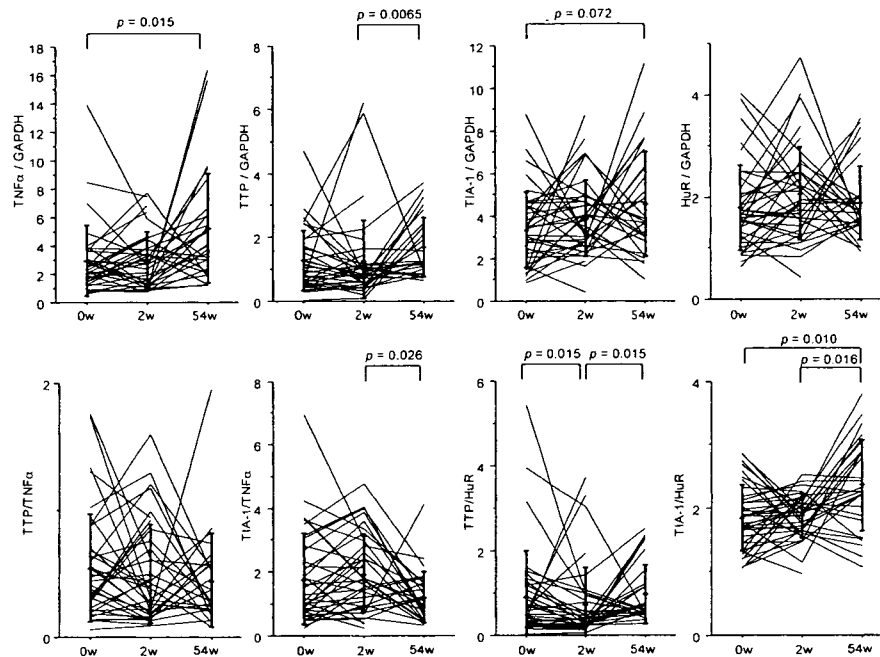 p = 0.015
p = 0.0065
p = 0.072
TNFα / GAPDH
18
16
14
12
10
8
6
4
2
0
0w 2w 54w
TTP / GAPDH
8
6
4
2
0
0w 2w 54w
TIA-1 / GAPDH
12
10
8
6
4
2
0
0w 2w 54w
HuR / GAPDH
4
2
0
0w 2w 54w
p = 0.026
p = 0.015
p = 0.015
p = 0.010
p = 0.016
TTP/TNFα
2
1
0
0w 2w 54w
TIA-1/TNFα
8
6
4
2
0
0w 2w 54w
TTP/HuR
6
4
2
0
0w 2w 54w
TIA-1/HuR
4
2
0
0w 2w 54w